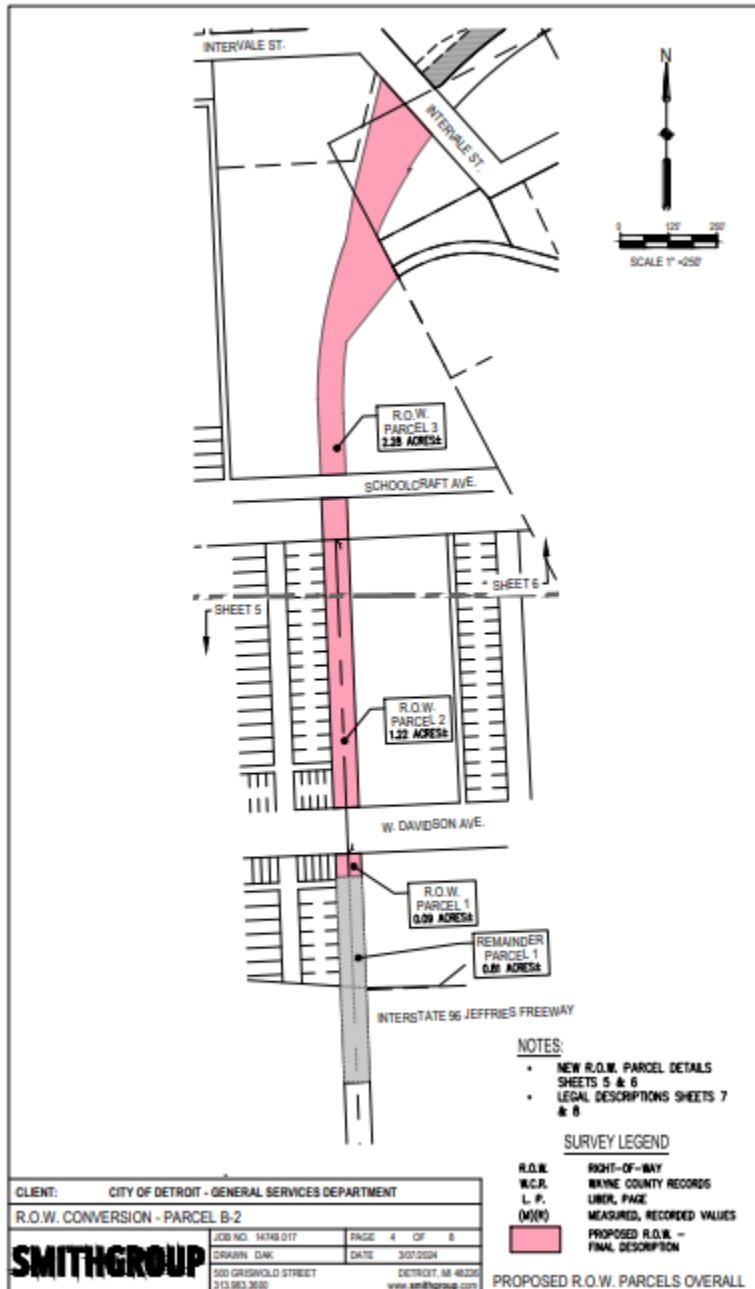 INTERVALE ST.
N
INTERVALE ST.
0 125' 250'
SCALE 1" =250'
R.O.W.
PARCEL 3
2.28 ACRES±
SCHOOLCRAFT AVE.
SHEET 6
SHEET 5
R.O.W.
PARCEL 2
1.22 ACRES±
W. DAVIDSON AVE.
R.O.W.
PARCEL 1
0.09 ACRES±
REMAINDER
PARCEL 1
0.81 ACRES±
INTERSTATE 96 JEFFRIES FREEWAY
NOTES:
• NEW R.O.W. PARCEL DETAILS
SHEETS 5 & 6
• LEGAL DESCRIPTIONS SHEETS 7
& 8
SURVEY LEGEND
R.O.W. RIGHT-OF-WAY
W.C.R. WAYNE COUNTY RECORDS
L. P. LIBER, PAGE
(M)(R) MEASURED, RECORDED VALUES
PROPOSED R.O.W. –
FINAL DESCRIPTION
PROPOSED R.O.W. PARCELS OVERALL
CLIENT: CITY OF DETROIT - GENERAL SERVICES DEPARTMENT
R.O.W. CONVERSION - PARCEL B-2
SMITHGROUP
JOB NO. 14749.017 PAGE 4 OF 8
DRAWN DAK DATE 3/07/2024
500 GRISWOLD STREET DETROIT, MI 48226
313.983.3600 www.smithgroup.com